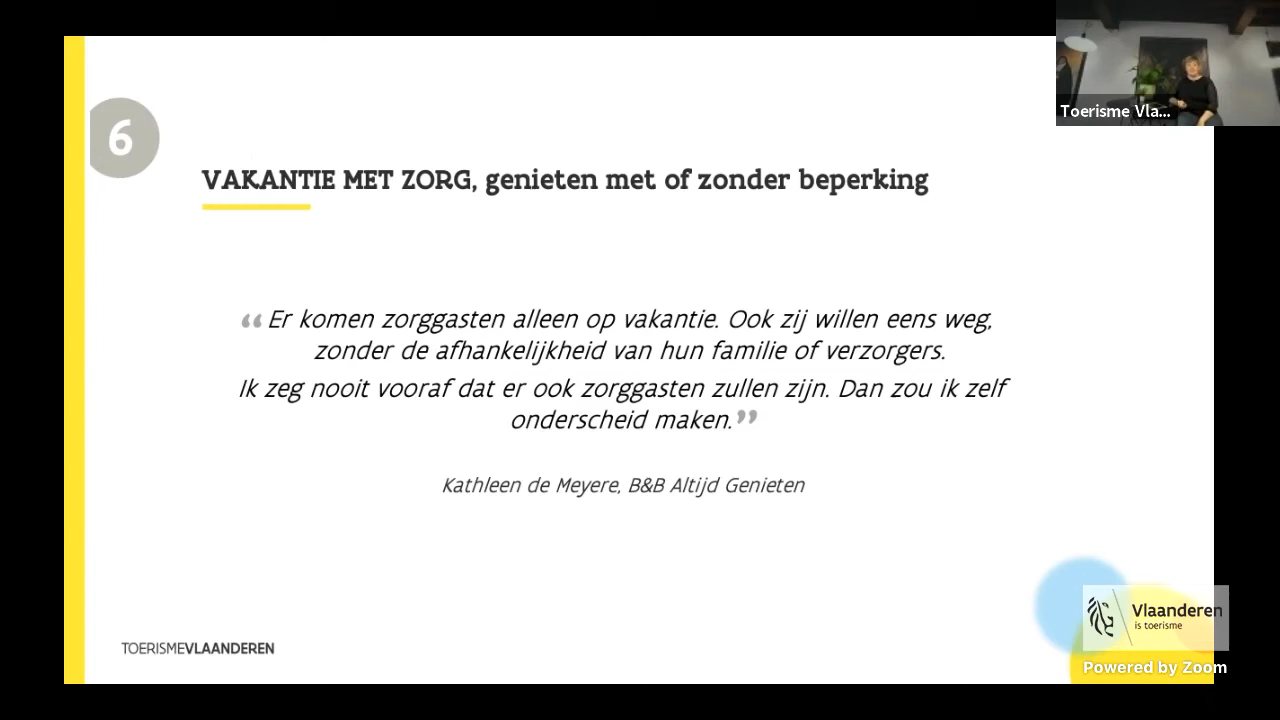 Toerisme Vla...
6
VAKANTIE MET ZORG, genieten met of zonder beperking
“Er komen zorggasten alleen op vakantie. Ook zij willen eens weg,
zonder de afhankelijkheid van hun familie of verzorgers.
Ik zeg nooit vooraf dat er ook zorggasten zullen zijn. Dan zou ik zelf
onderscheid maken.”
Kathleen de Meyere, B&B Altijd Genieten
Vlaanderen
is toerisme
TOERISMEVLAANDEREN
Powered by Zoom